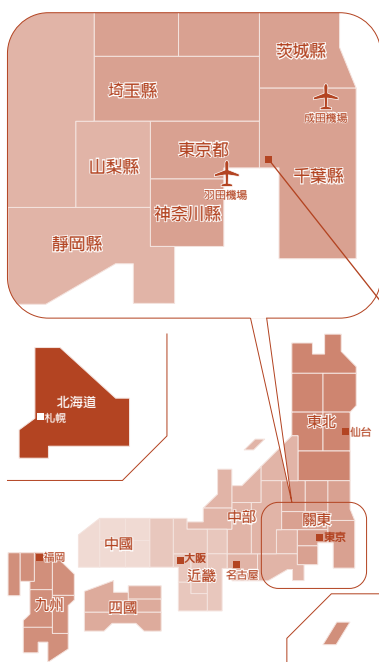 茨城縣
埼玉縣
成田機場
東京都
山梨縣
千葉縣
羽田機場
神奈川縣
靜岡縣
北海道
札幌
東北
仙台
中部
關東
東京
中國
大阪
福岡
近畿
名古屋
九州
四國